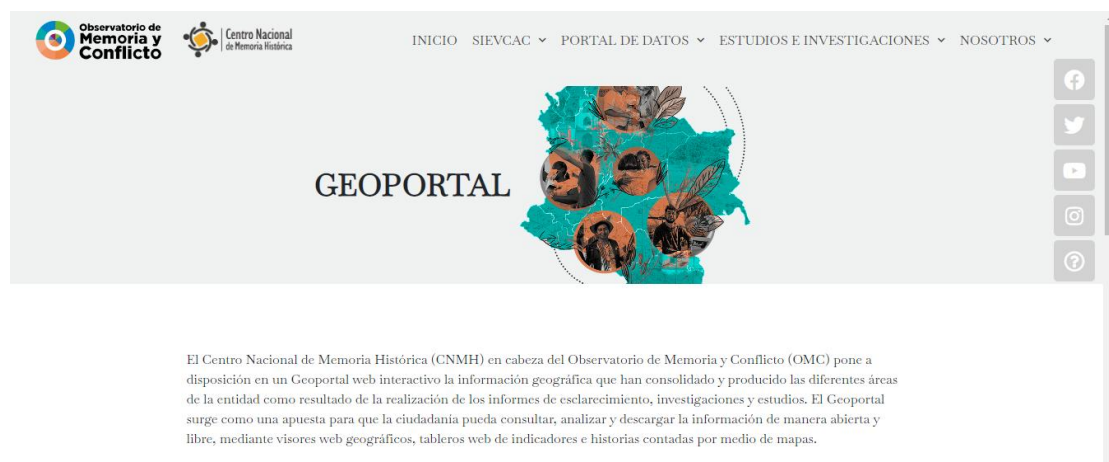 Observatorio de
Memoria y
Conflicto
Centro Nacional
de Memoria Histórica
INICIO SIEVCAC PORTAL DE DATOS ESTUDIOS E INVESTIGACIONES NOSOTROS
GEOPORTAL
El Centro Nacional de Memoria Histórica (CNMH) en cabeza del Observatorio de Memoria y Conflicto (OMC) pone a
disposición en un Geoportal web interactivo la información geográfica que han consolidado y producido las diferentes áreas
de la entidad como resultado de la realización de los informes de esclarecimiento, investigaciones y estudios. El Geoportal
surge como una apuesta para que la ciudadanía pueda consultar, analizar y descargar la información de manera abierta y
libre, mediante visores web geográficos, tableros web de indicadores e historias contadas por medio de mapas.